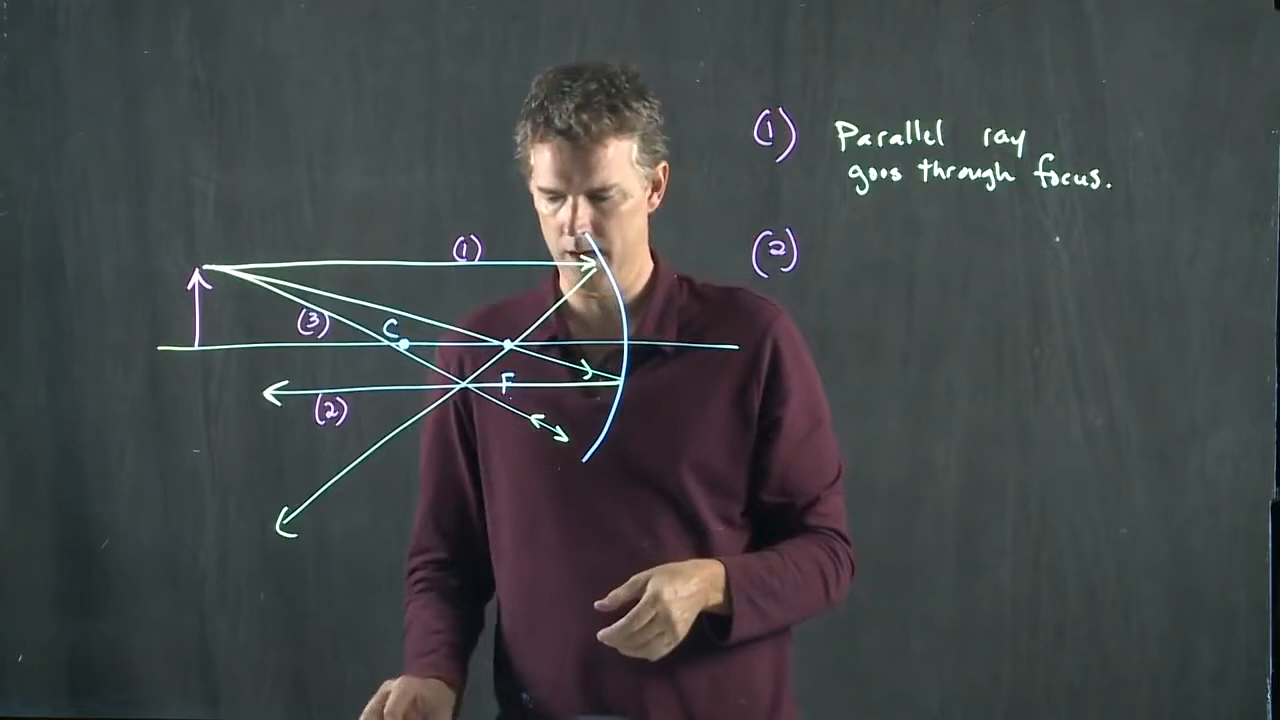 (1) Parallel ray
goes through focus.
(2)
(1)
(3)
C
F
(2)